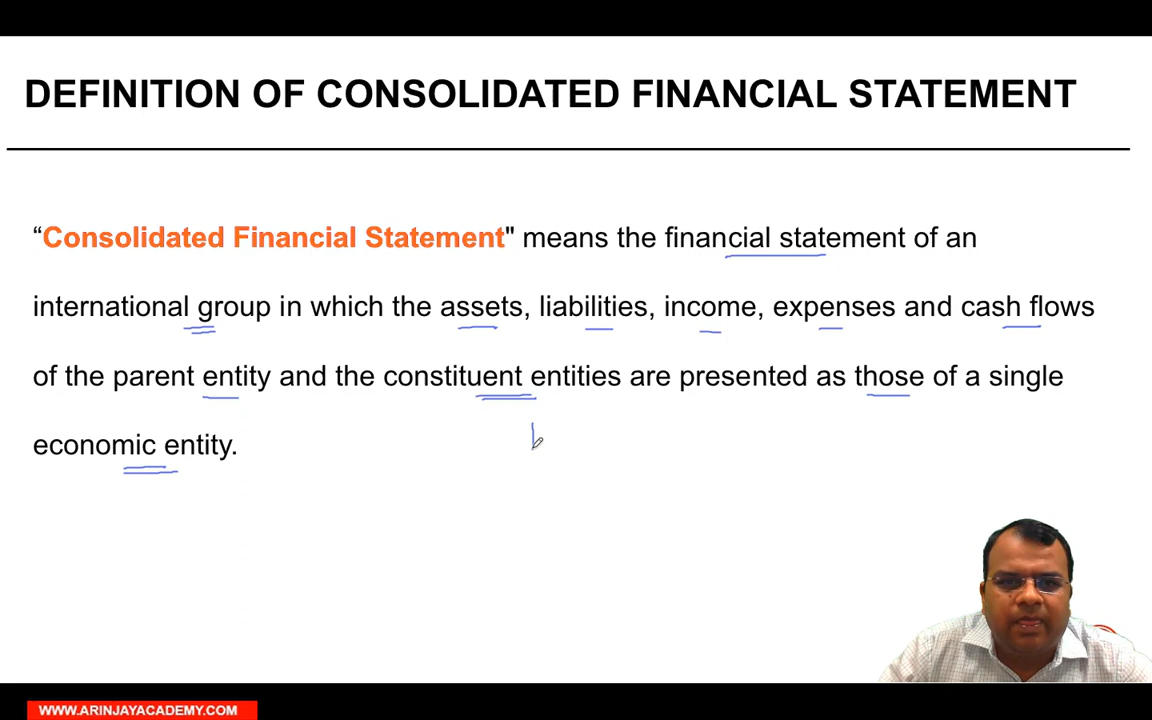 DEFINITION OF CONSOLIDATED FINANCIAL STATEMENT
“Consolidated Financial Statement" means the financial statement of an
international group in which the assets, liabilities, income, expenses and cash flows
of the parent entity and the constituent entities are presented as those of a single
economic entity.
WWW.ARINJAYACADEMY.COM